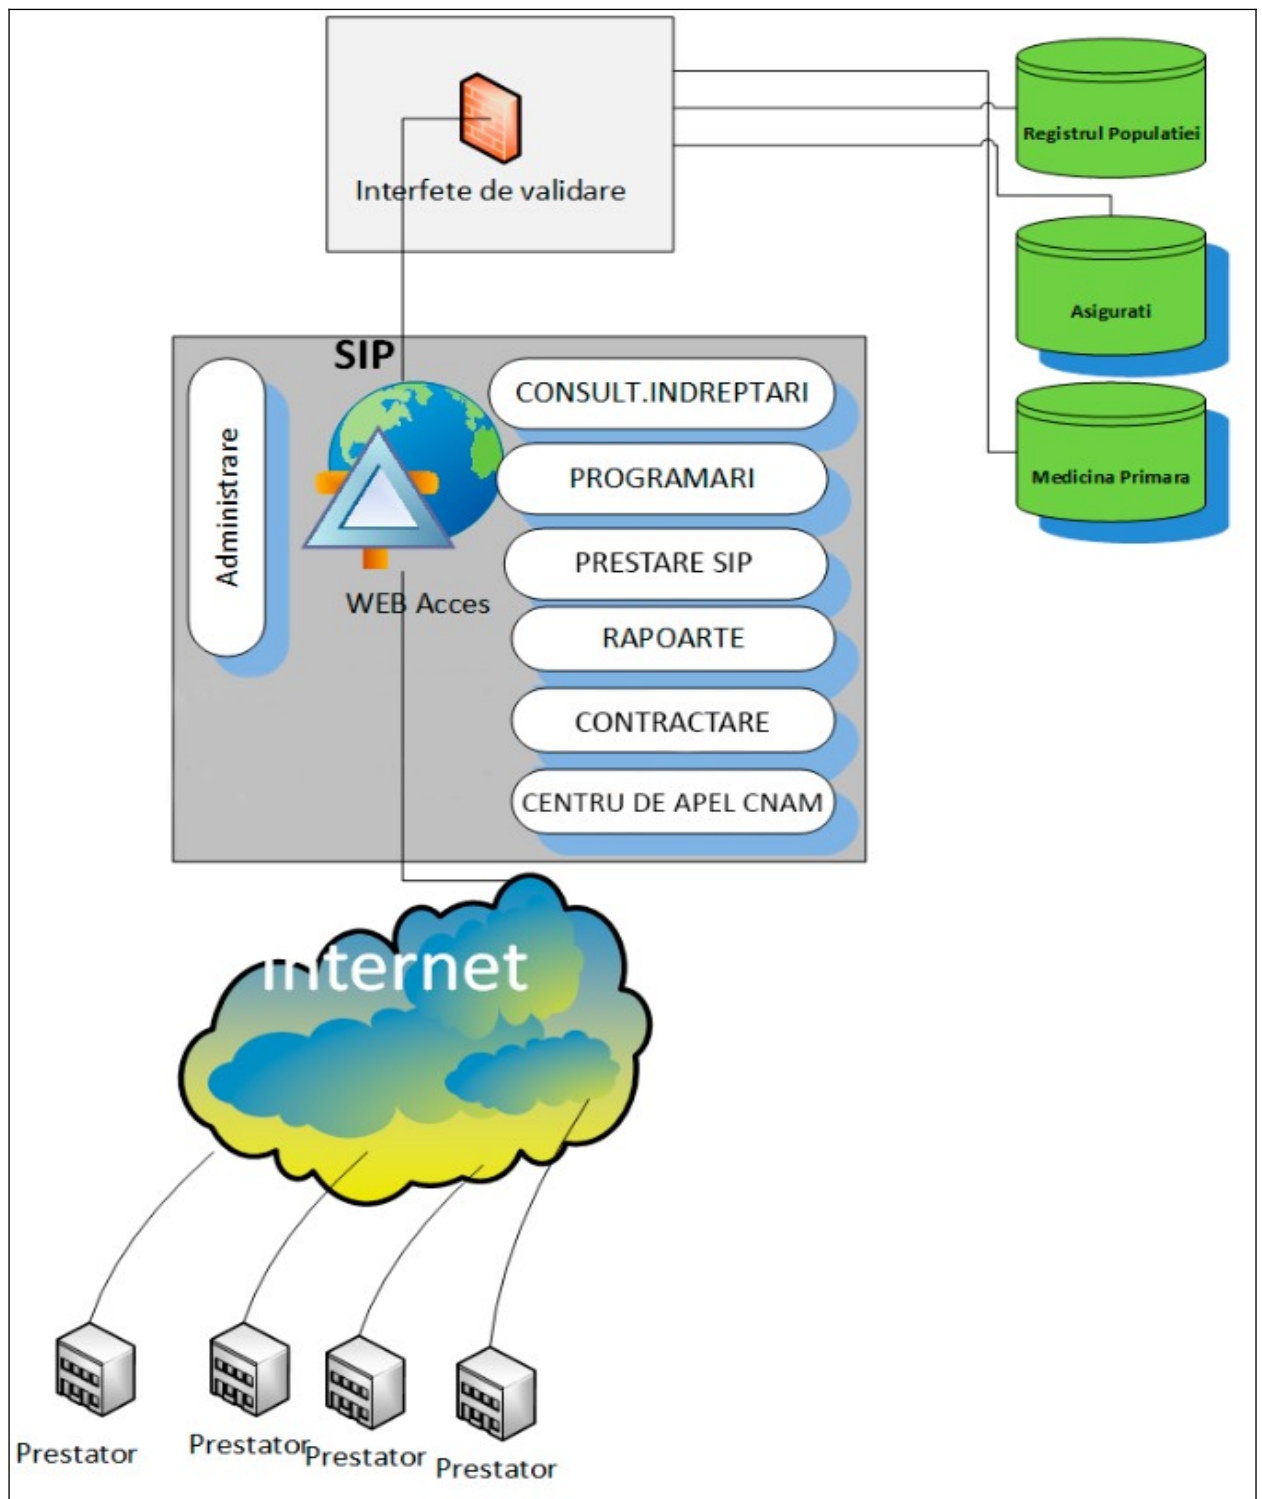 Registrul Populatiei
Interfete de validare
Asigurati
Medicina Primara
SIP
Administrare
WEB Acces
CONSULT.INDREPTARI
PROGRAMARI
PRESTARE SIP
RAPOARTE
CONTRACTARE
CENTRU DE APEL CNAM
Internet
Prestator
Prestator
Prestator
Prestator